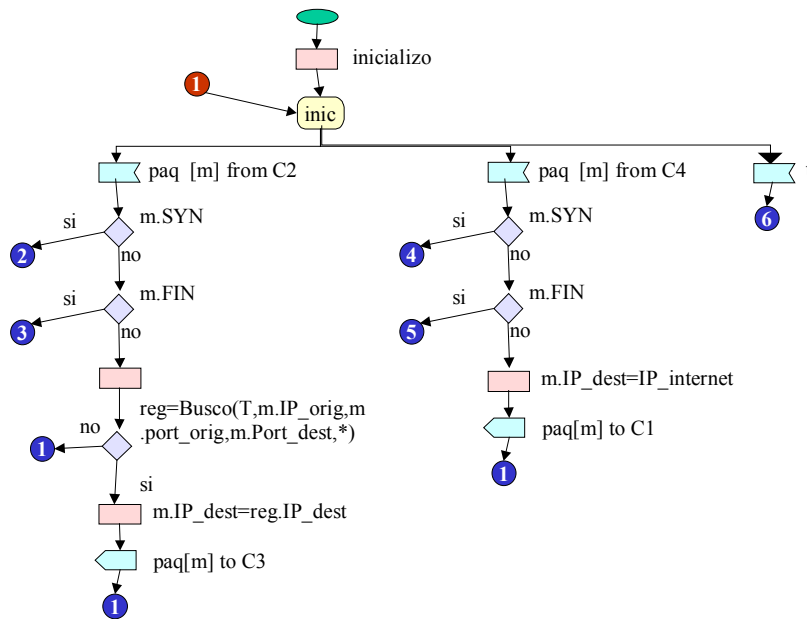 inicializo
1
inic
paq [m] from C2
paq [m] from C4
m.SYN
si
2
no
m.SYN
si
4
no
6
m.FIN
si
3
no
m.FIN
si
5
no
reg=Busco(T,m.IP_orig,m
.port_orig,m.Port_dest,*)
no
1
si
m.IP_dest=IP_internet
paq[m] to C1
1
m.IP_dest=reg.IP_dest
paq[m] to C3
1